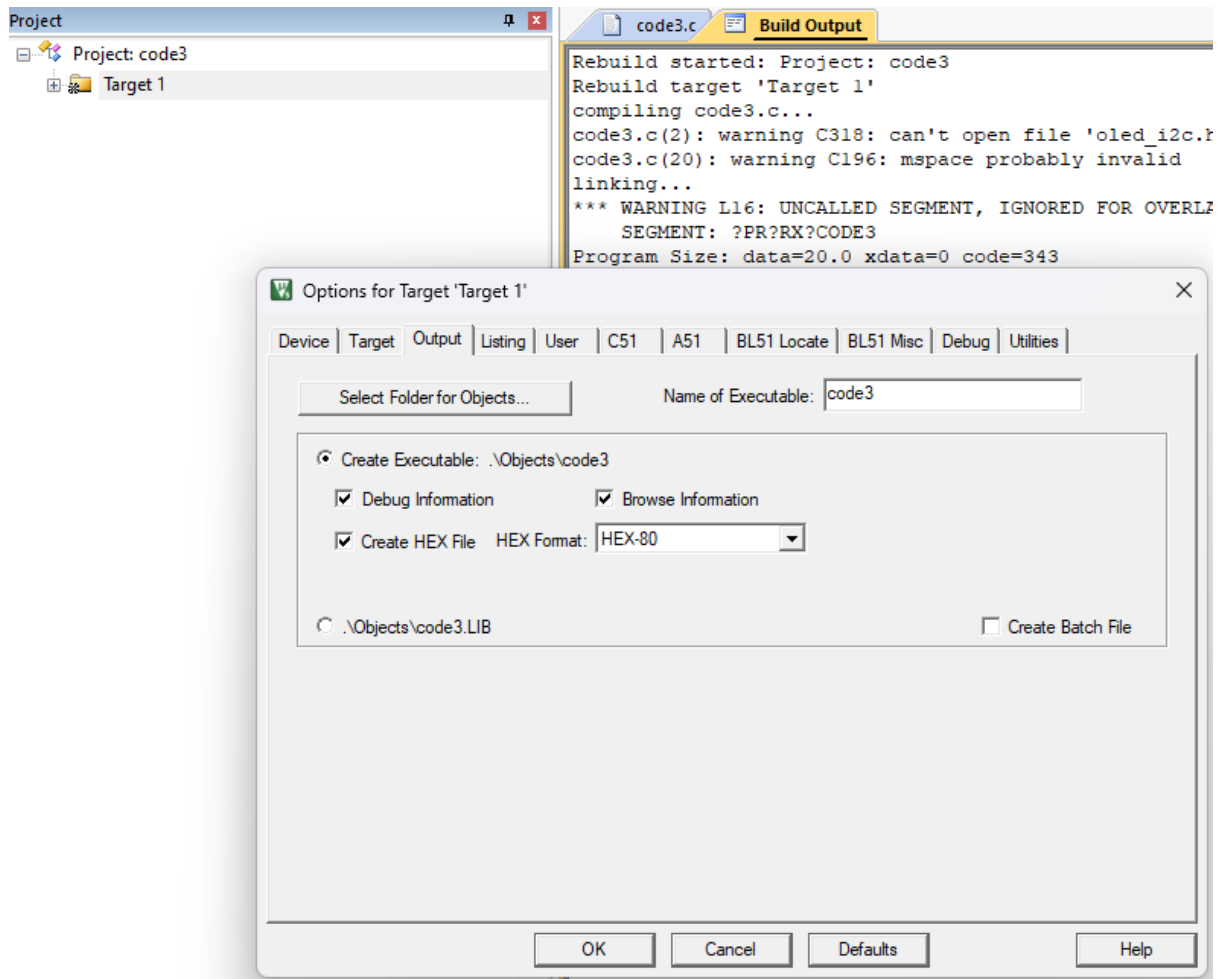 Project
Project: code3
Target 1
code3.c
Build Output
Rebuild started: Project: code3
Rebuild target 'Target 1'
compiling code3.c...
code3.c(2): warning C318: can't open file 'oled_i2c.h
code3.c(20): warning C196: mspace probably invalid
linking...
*** WARNING L16: UNCALLED SEGMENT, IGNORED FOR OVERLA
SEGMENT: ?PR?RX?CODE3
Program Size: data=20.0 xdata=0 code=343
Options for Target 'Target 1'
Device Target Output Listing User C51 A51 BL51 Locate BL51 Misc Debug Utilities
Select Folder for Objects... Name of Executable: code3
Create Executable: .\Objects\code3
Debug Information Browse Information
Create HEX File HEX Format: HEX-80
.\Objects\code3.LIB Create Batch File
OK Cancel Defaults Help